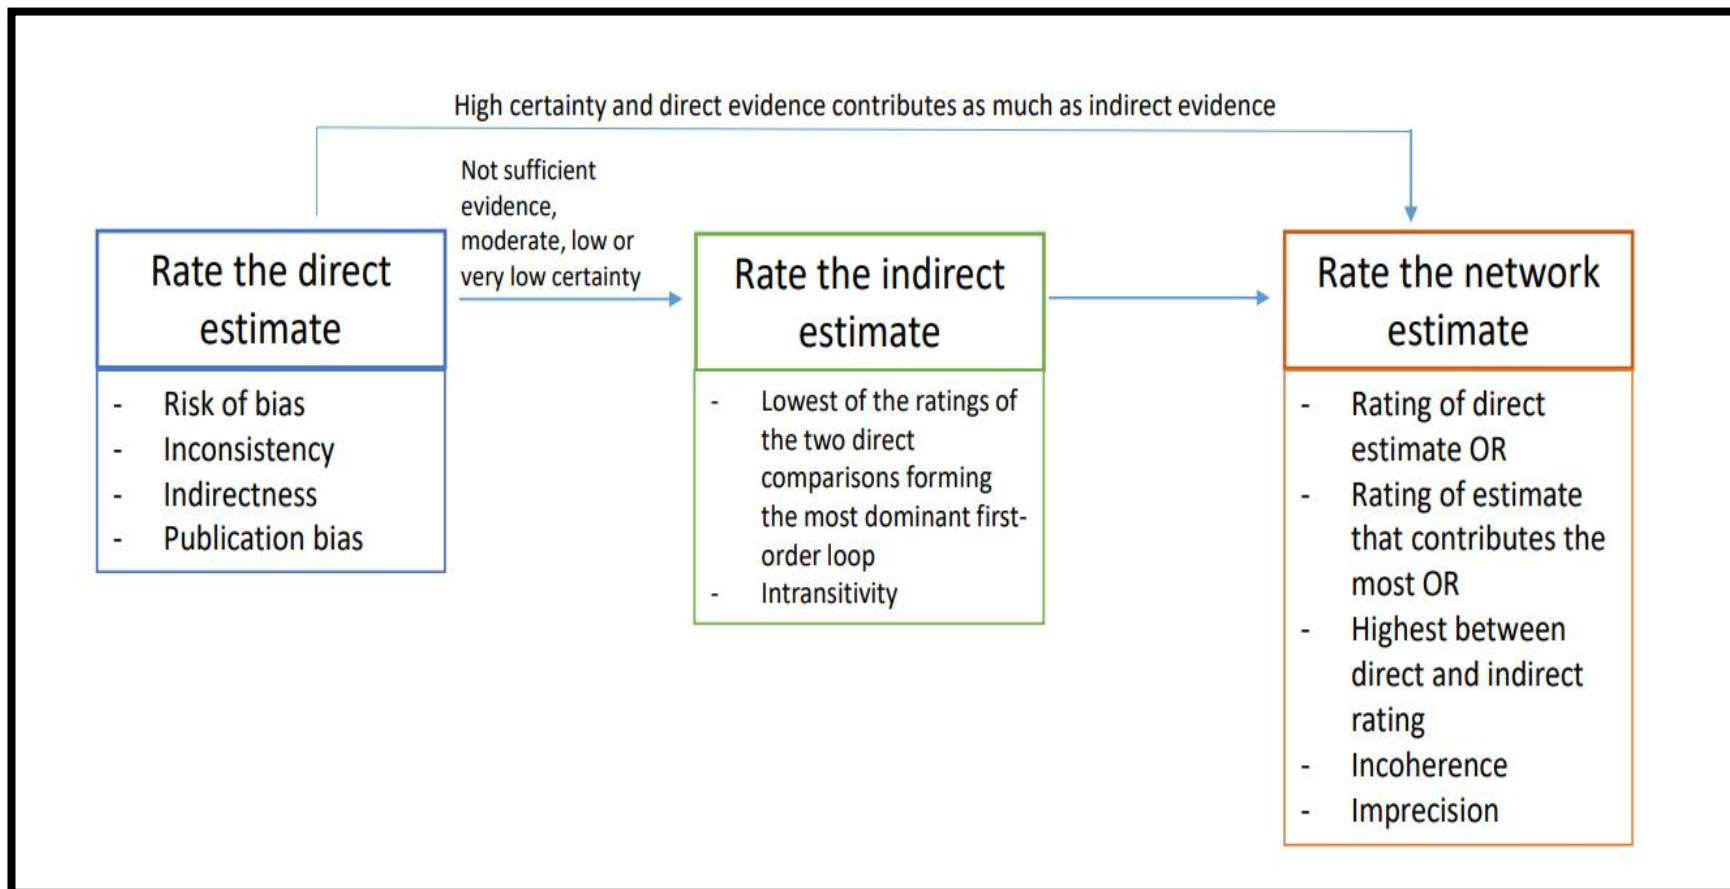 High certainty and direct evidence contributes as much as indirect evidence
Not sufficient
evidence,
moderate, low or
very low certainty
Rate the direct
estimate
- Risk of bias
- Inconsistency
- Indirectness
- Publication bias
Rate the indirect
estimate
- Lowest of the ratings of
the two direct
comparisons forming
the most dominant first-
order loop
- Intransitivity
Rate the network
estimate
- Rating of direct
estimate OR
- Rating of estimate
that contributes the
most OR
- Highest between
direct and indirect
rating
- Incoherence
- Imprecision